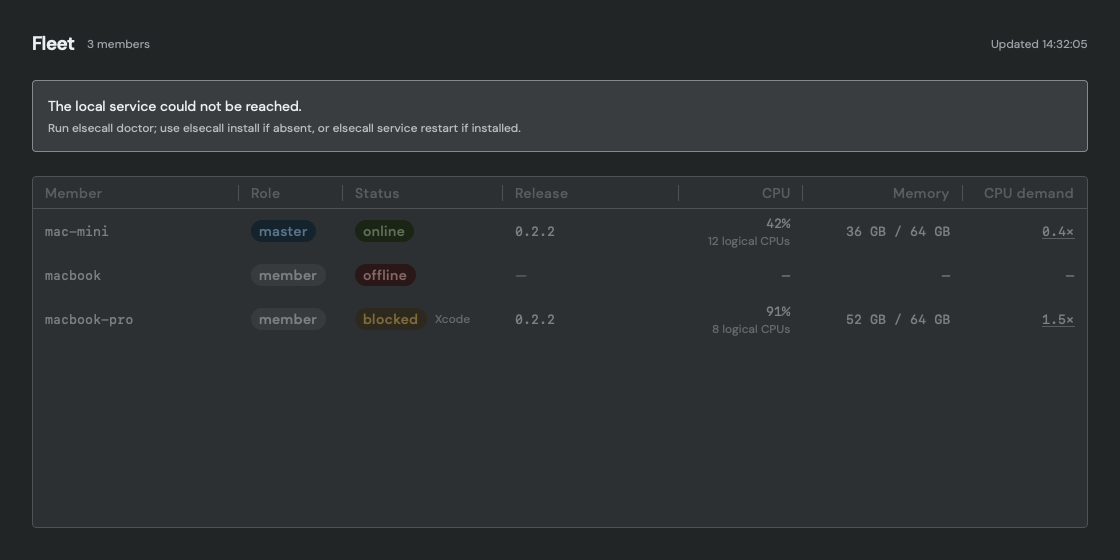 Fleet 3 members Updated 14:32:05
The local service could not be reached.
Run elsecall doctor; use elsecall install if absent, or elsecall service restart if installed.
Member Role Status Release CPU Memory CPU demand
mac-mini master online 0.2.2 42% 36 GB / 64 GB 0.4×
12 logical CPUs
macbook member offline — — — —
macbook-pro member blocked Xcode 0.2.2 91% 52 GB / 64 GB 1.5×
8 logical CPUs